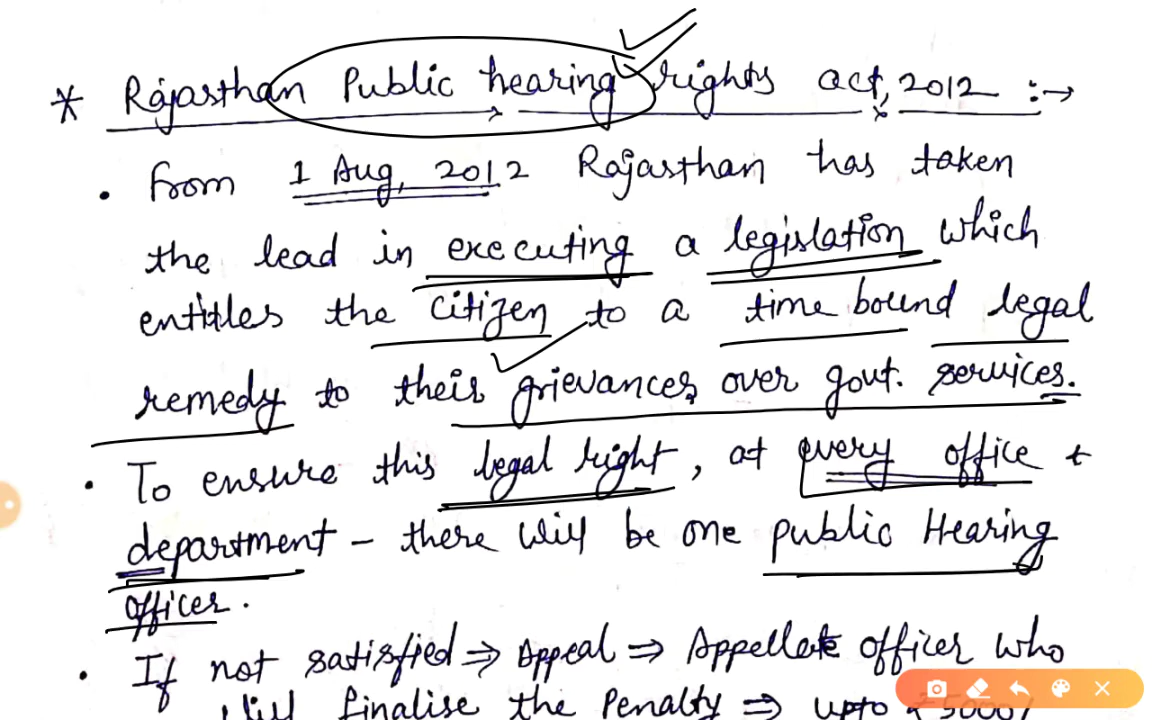 * Rajasthan Public hearing rights act, 2012 :→
• From 1 Aug, 2012 Rajasthan has taken
the lead in executing a legislation which
entitles the citizen to a time bound legal
remedy to their grievances over govt. services.
• To ensure this legal right, at every office +
department – there will be one public Hearing
officer.
• If not satisfied ⇒ Appeal ⇒ Appellate officer who
will finalise the Penalty ⇒ upto ₹5000/